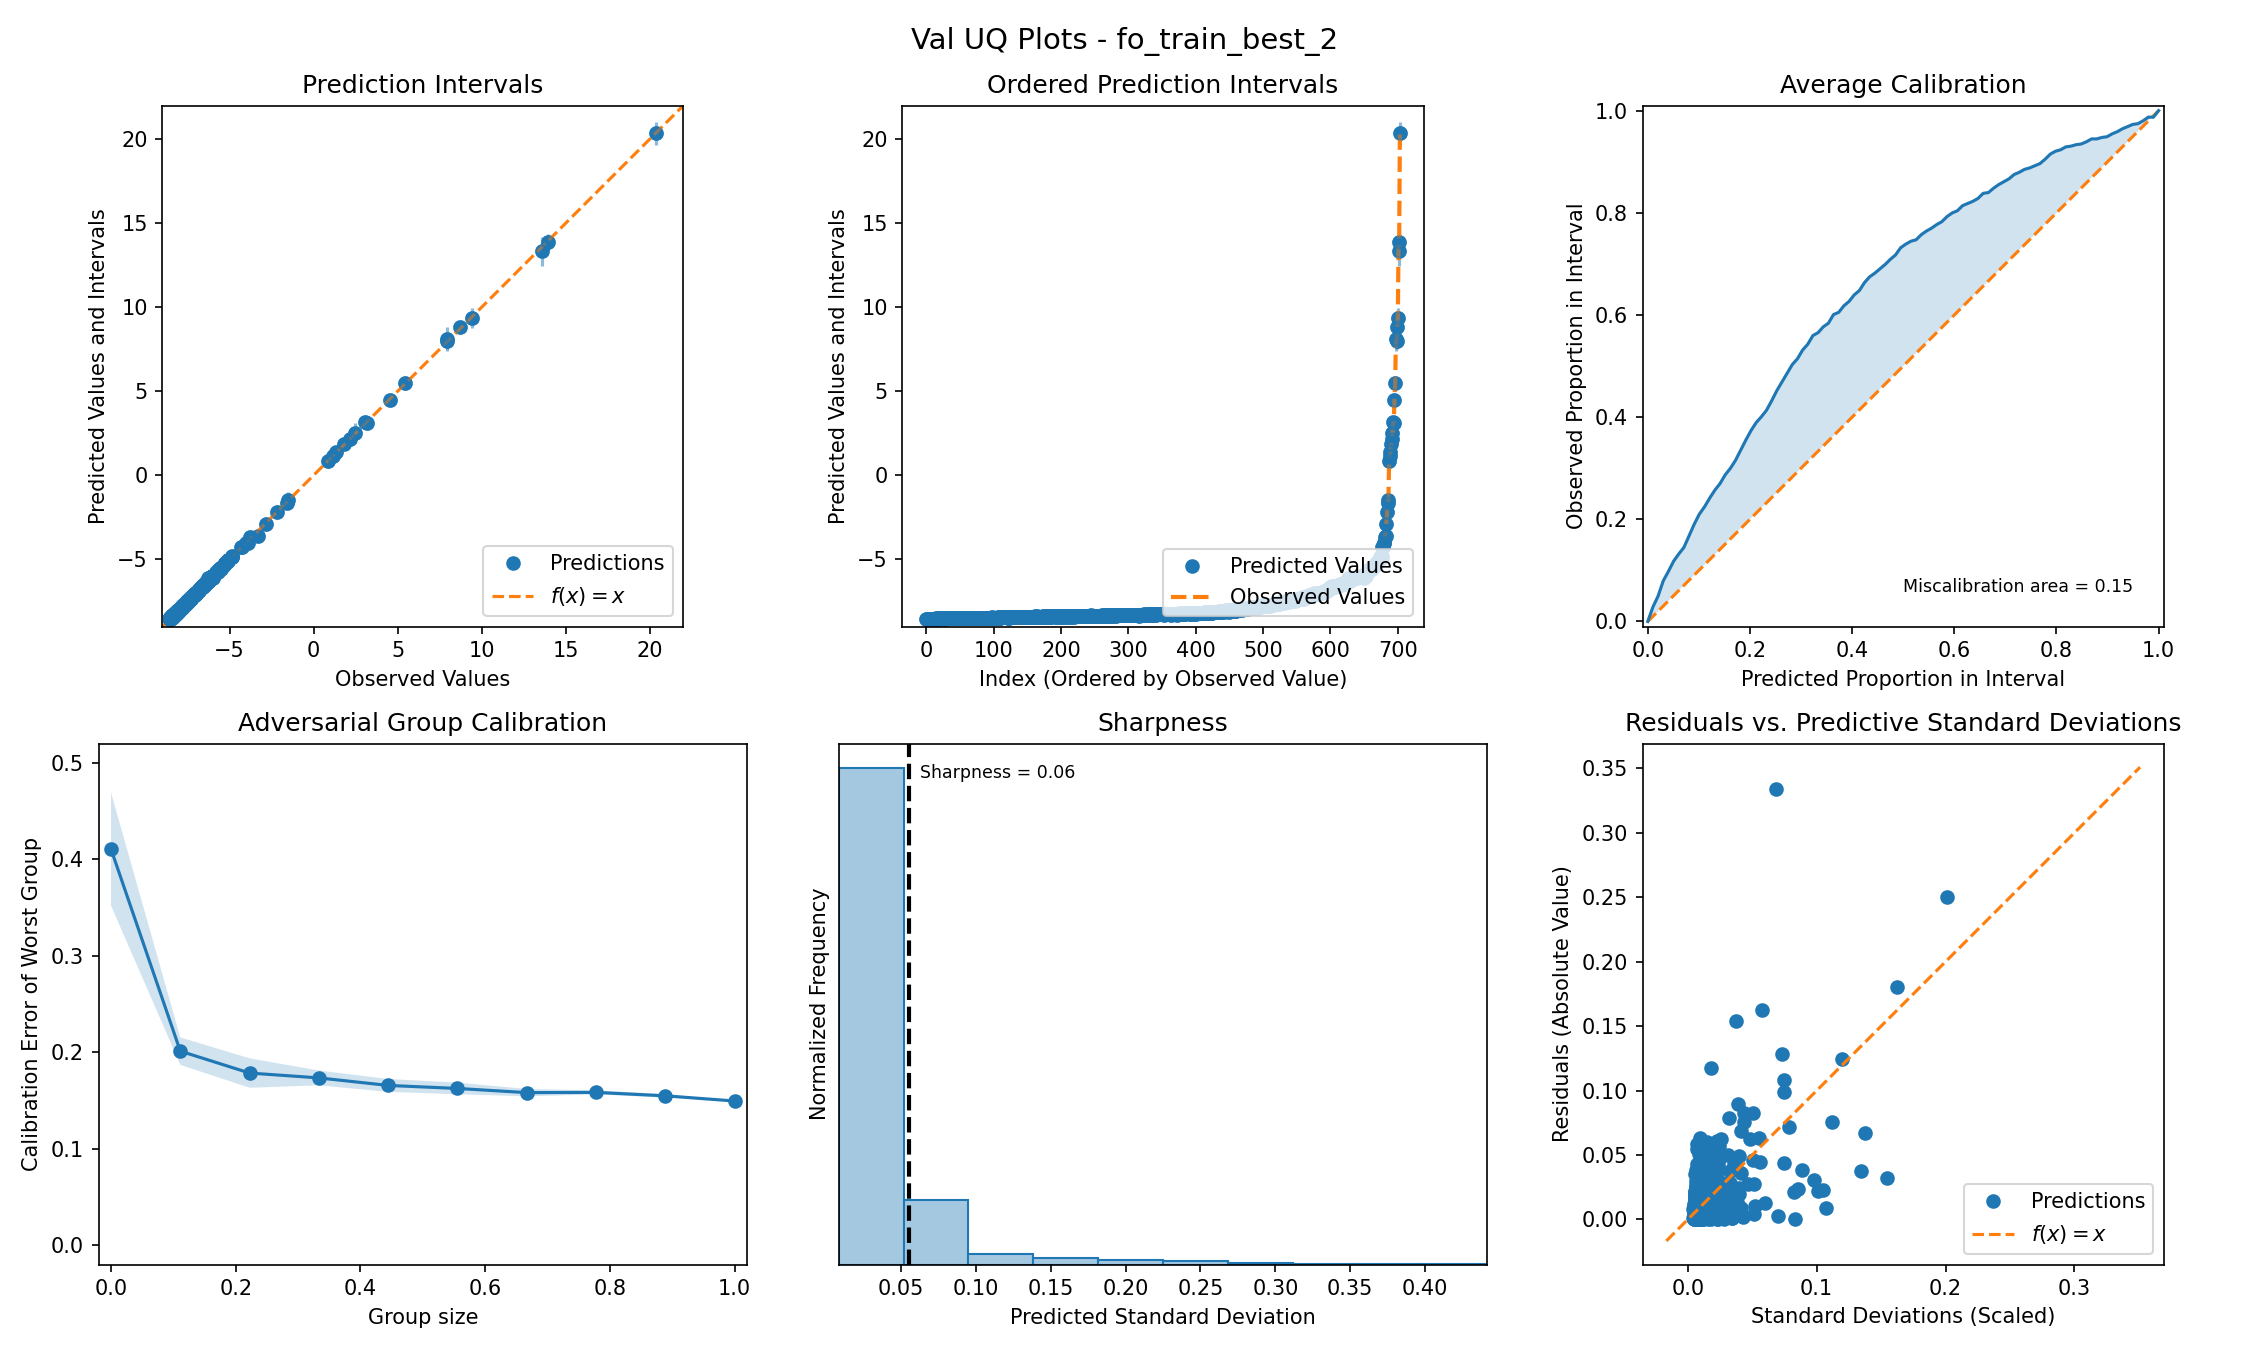 Val UQ Plots - fo_train_best_2
Prediction Intervals
Predicted Values and Intervals
20
15
10
5
0
−5
Predictions
f(x) = x
−5 0 5 10 15 20
Observed Values
Ordered Prediction Intervals
Predicted Values and Intervals
20
15
10
5
0
−5
Predicted Values
Observed Values
0 100 200 300 400 500 600 700
Index (Ordered by Observed Value)
Average Calibration
Observed Proportion in Interval
1.0
0.8
0.6
0.4
0.2
0.0
Miscalibration area = 0.15
0.0 0.2 0.4 0.6 0.8 1.0
Predicted Proportion in Interval
Adversarial Group Calibration
Calibration Error of Worst Group
0.5
0.4
0.3
0.2
0.1
0.0
0.0 0.2 0.4 0.6 0.8 1.0
Group size
Sharpness
Normalized Frequency
Sharpness = 0.06
0.05 0.10 0.15 0.20 0.25 0.30 0.35 0.40
Predicted Standard Deviation
Residuals vs. Predictive Standard Deviations
Residuals (Absolute Value)
0.35
0.30
0.25
0.20
0.15
0.10
0.05
0.00
Predictions
f(x) = x
0.0 0.1 0.2 0.3
Standard Deviations (Scaled)